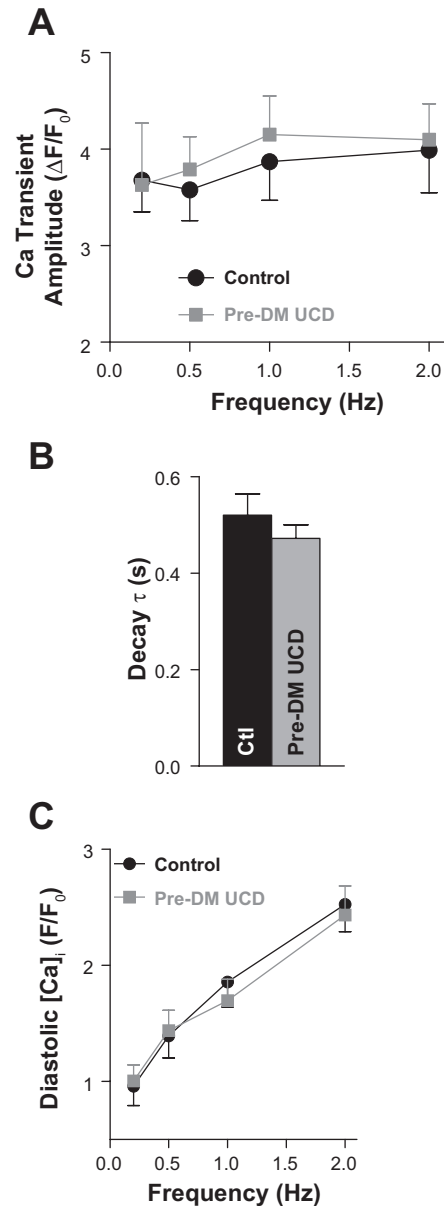 A
Ca Transient
Amplitude (ΔF/F₀)
5
4
3
2
Control
Pre-DM UCD
0.0 0.5 1.0 1.5 2.0
Frequency (Hz)
B
Decay τ (s)
0.6
0.4
0.2
0.0
Ctl
Pre-DM UCD
C
Diastolic [Ca]ᵢ (F/F₀)
3
2
1
Control
Pre-DM UCD
0.0 0.5 1.0 1.5 2.0
Frequency (Hz)